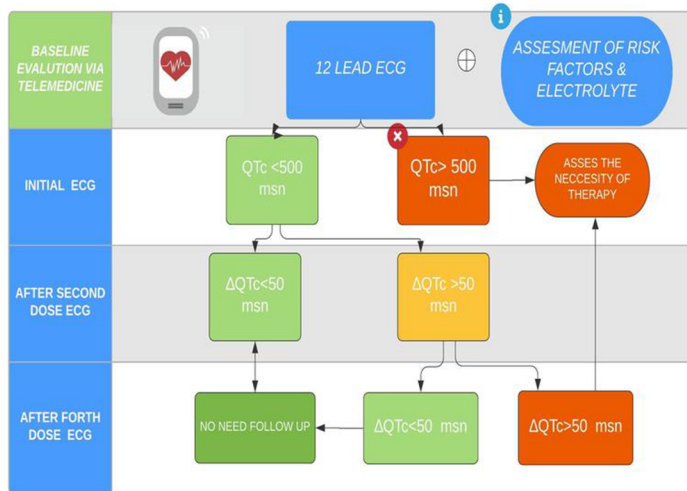 BASELINE
EVALUTION VIA
TELEMEDICINE
12 LEAD ECG
i
ASSESMENT OF RISK
FACTORS &
ELECTROLYTE
INITIAL ECG
QTc <500
msn
QTc> 500
msn
ASSES THE
NECCESITY OF
THERAPY
AFTER SECOND
DOSE ECG
ΔQTc<50
msn
ΔQTc >50
msn
AFTER FORTH
DOSE ECG
NO NEED FOLLOW UP
ΔQTc<50 msn
ΔQTc>50 msn